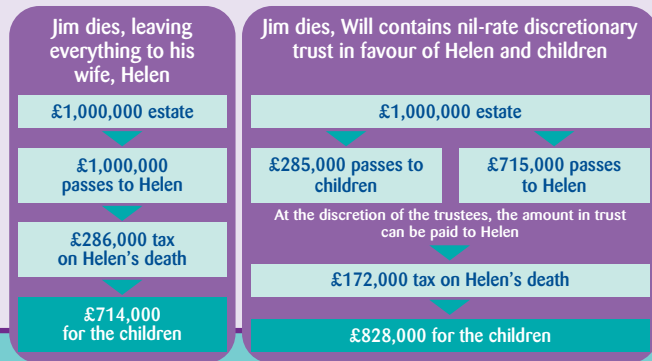 Jim dies, leaving
everything to his
wife, Helen
£1,000,000 estate
£1,000,000
passes to Helen
£286,000 tax
on Helen's death
£714,000
for the children
Jim dies, Will contains nil-rate discretionary
trust in favour of Helen and children
£1,000,000 estate
£285,000 passes to
children
£715,000 passes
to Helen
At the discretion of the trustees, the amount in trust
can be paid to Helen
£172,000 tax on Helen's death
£828,000 for the children